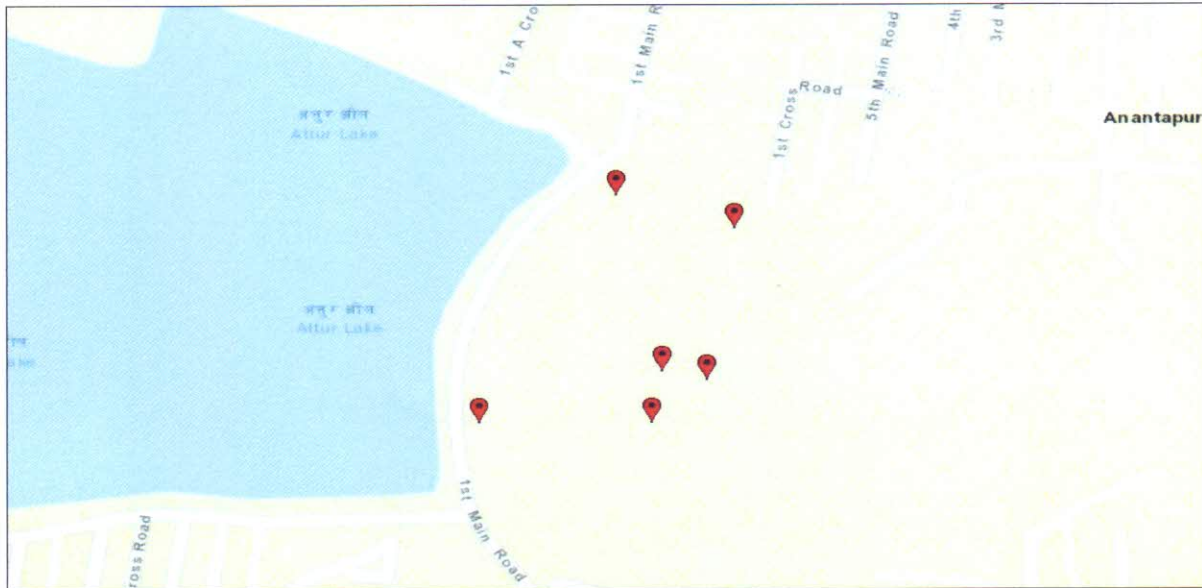 1st A Cro
1st Main R
4th
3rd M
5th Main Road
Road
1st Cross
Anantapur
अत्तुर झील
Attur Lake
अत्तुर झील
Attur Lake
1st Main Road
ross Road